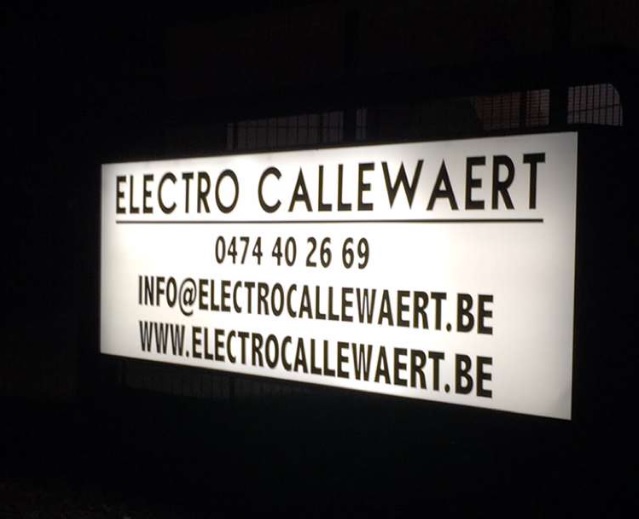 ELECTRO CALLEWAERT
0474 40 26 69
INFO@ELECTROCALLEWAERT.BE
WWW.ELECTROCALLEWAERT.BE